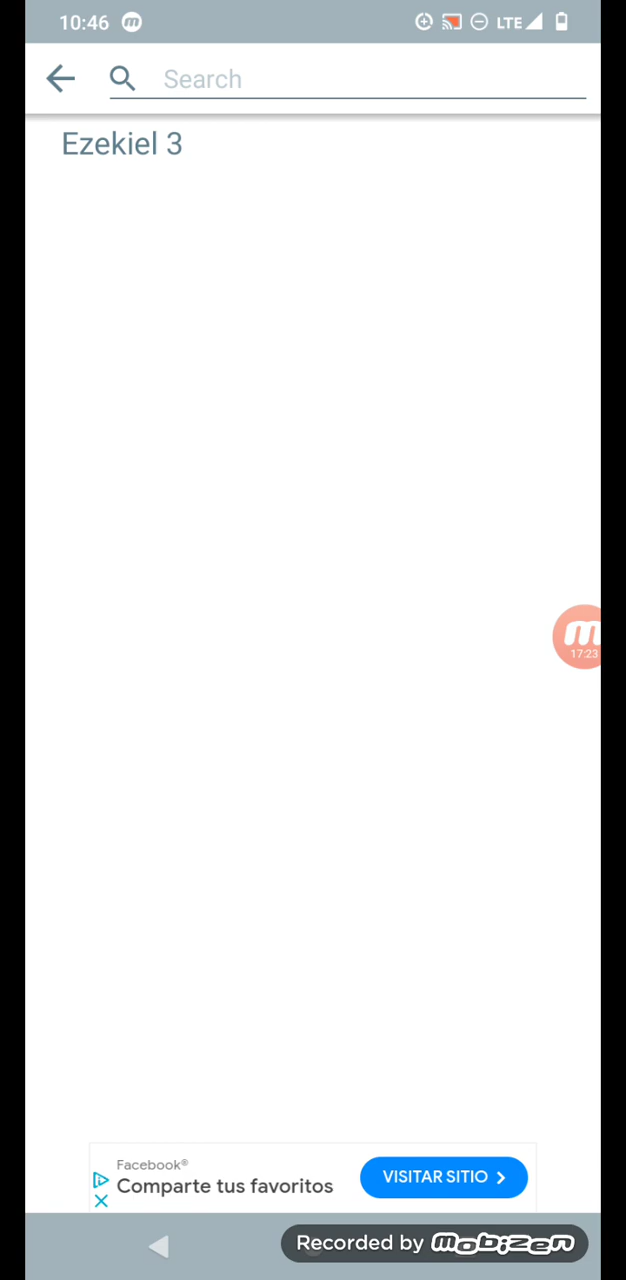 10:46 m LTE
Search
Ezekiel 3
m
17:23
Facebook®
Comparte tus favoritos
VISITAR SITIO
Recorded by mobizen